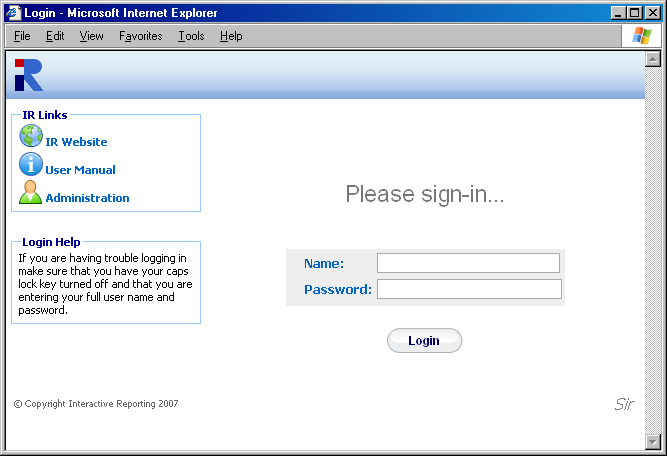 Login - Microsoft Internet Explorer
File Edit View Favorites Tools Help
IR
IR Links
IR Website
User Manual
Administration
Login Help
If you are having trouble logging in
make sure that you have your caps
lock key turned off and that you are
entering your full user name and
password.
Please sign-in...
Name:
Password:
Login
© Copyright Interactive Reporting 2007
Sir